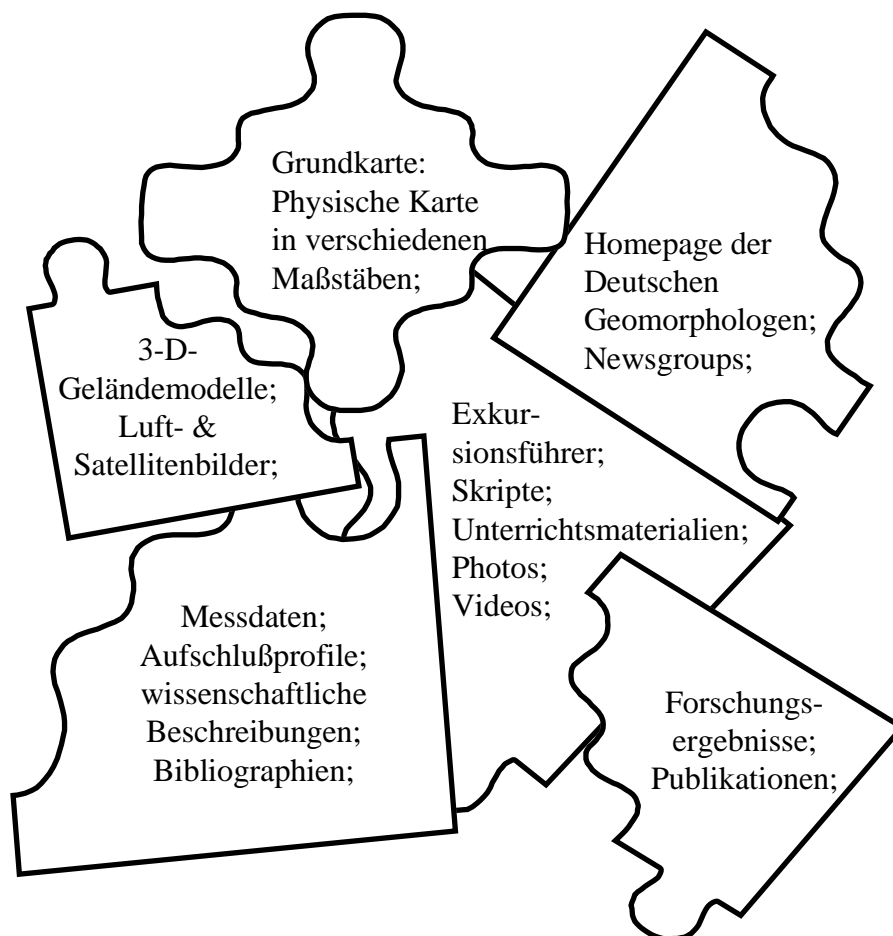 Grundkarte:
Physische Karte
in verschiedenen
Maßstäben;
Homepage der
Deutschen
Geomorphologen;
Newsgroups;
3-D-
Geländemodelle;
Luft- &
Satellitenbilder;
Exkur-
sionsführer;
Skripte;
Unterrichtsmaterialien;
Photos;
Videos;
Messdaten;
Aufschlußprofile;
wissenschaftliche
Beschreibungen;
Bibliographien;
Forschungs-
ergebnisse;
Publikationen;